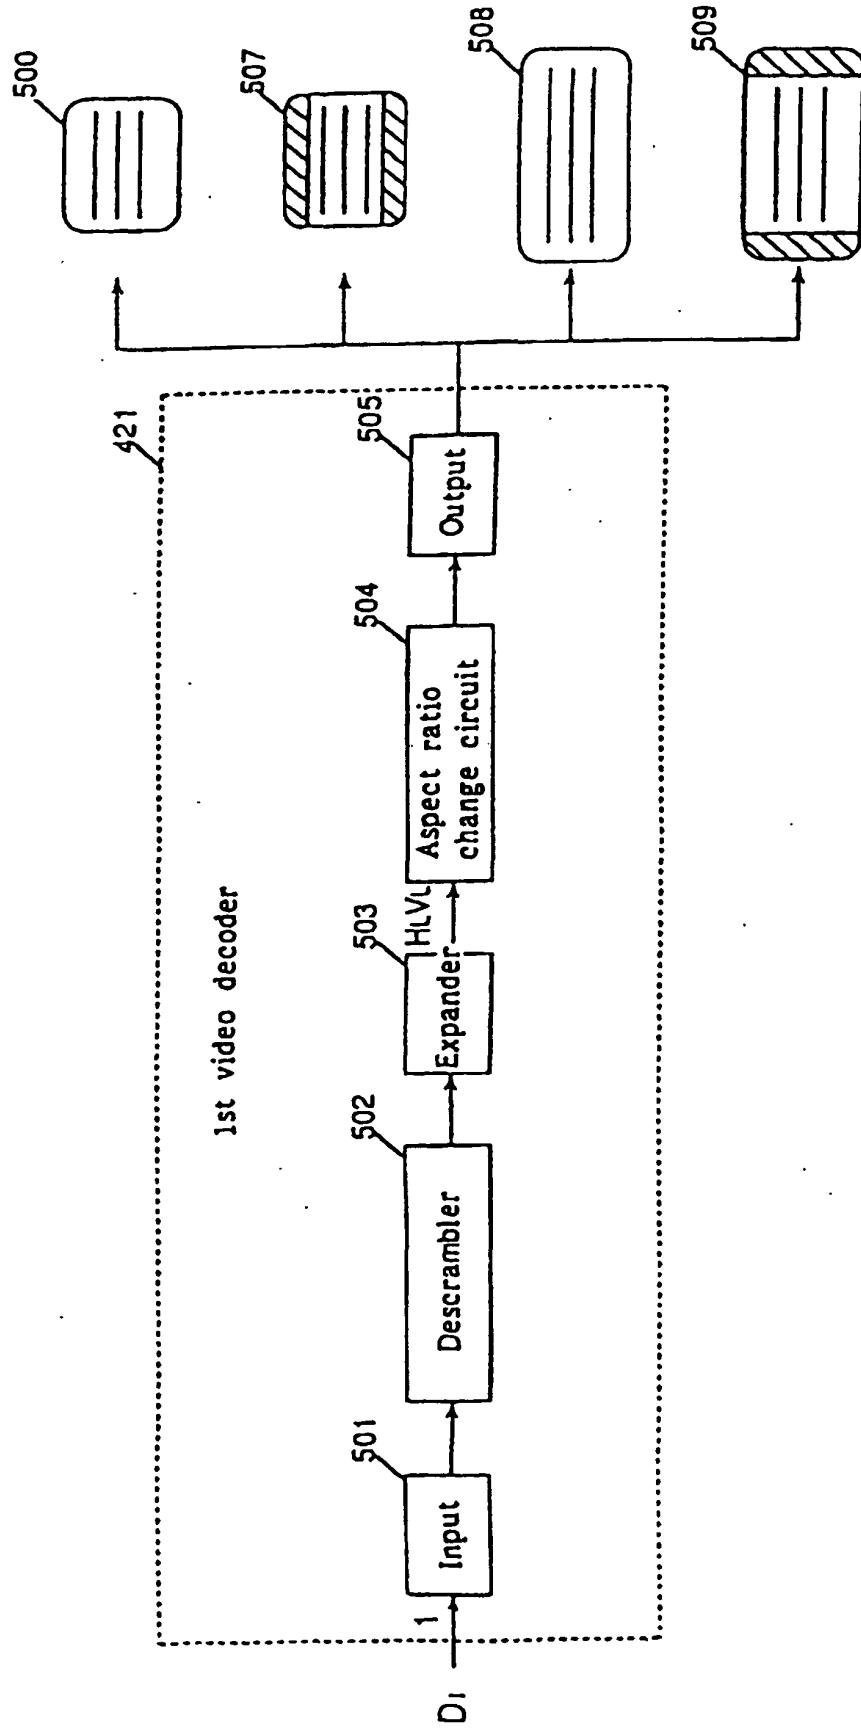 421
1st video decoder
D1
1
501
Input
502
Descrambler
503
Expander
HLVL
504
Aspect ratio
change circuit
505
Output
500
507
508
509